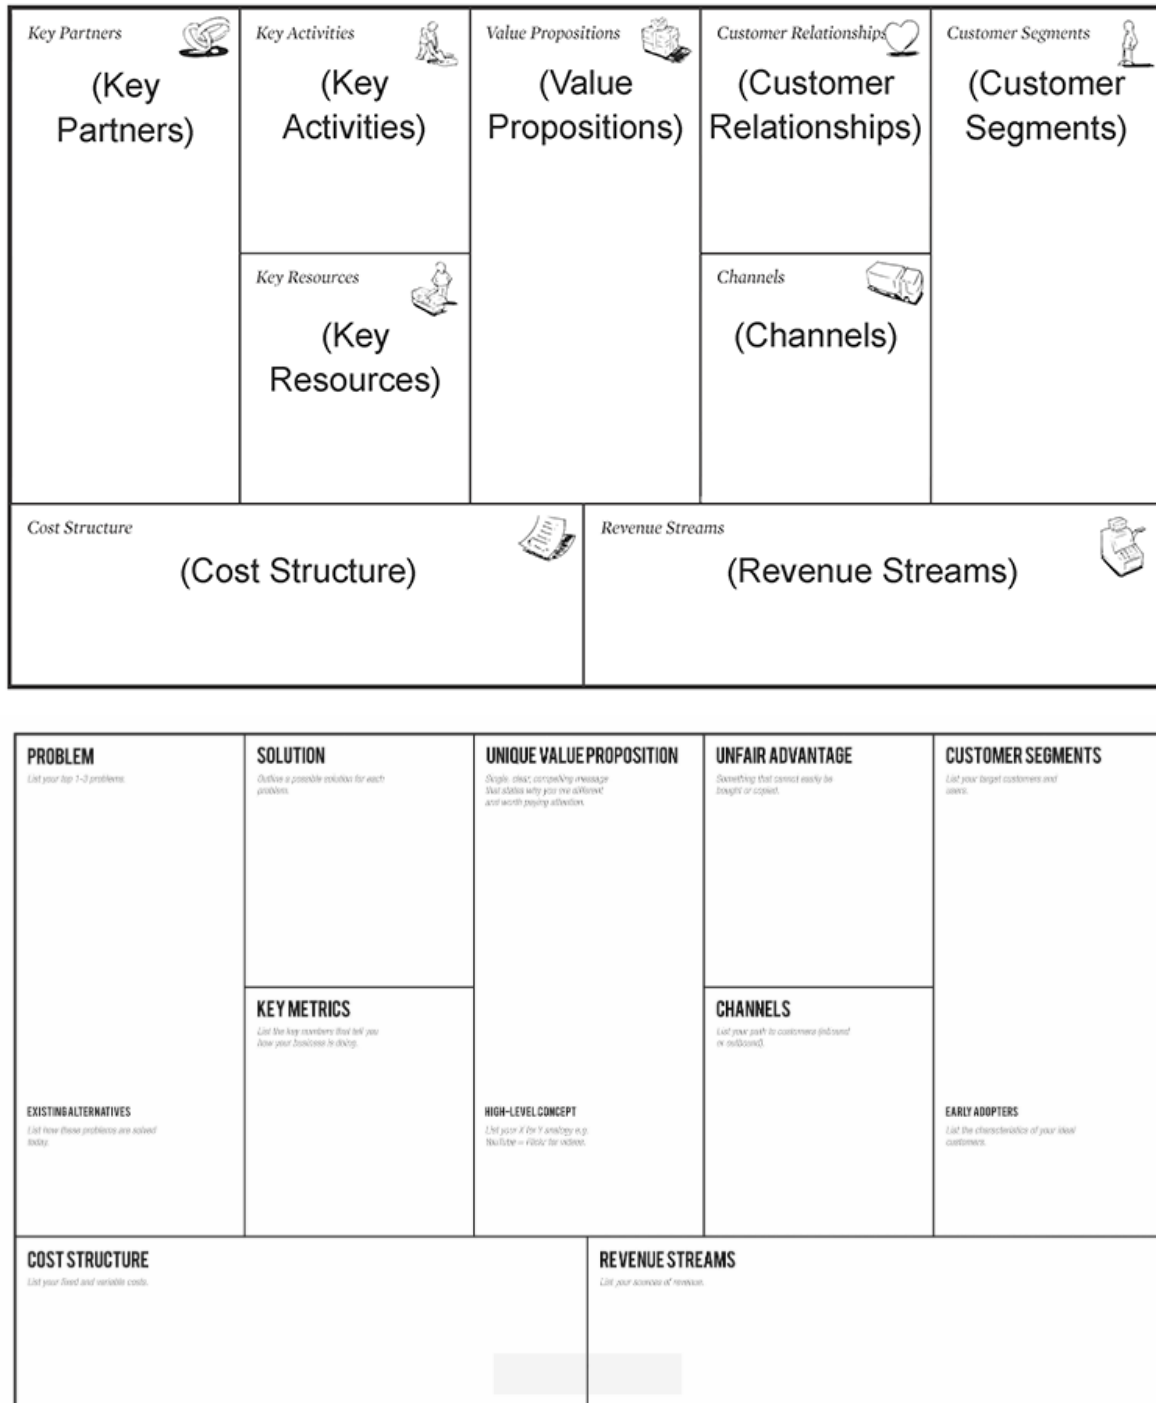 Key Partners
(Key
Partners)
Key Activities
(Key
Activities)
Key Resources
(Key
Resources)
Value Propositions
(Value
Propositions)
Customer Relationships
(Customer
Relationships)
Channels
(Channels)
Customer Segments
(Customer
Segments)
Cost Structure
(Cost Structure)
Revenue Streams
(Revenue Streams)
PROBLEM
List your top 1-3 problems.
EXISTING ALTERNATIVES
List how these problems are solved
today.
SOLUTION
Outline a possible solution for each
problem.
KEY METRICS
List the key numbers that tell you
how your business is doing.
UNIQUE VALUE PROPOSITION
Single, clear, compelling message
that states why you are different
and worth paying attention.
HIGH-LEVEL CONCEPT
List your X for Y analogy e.g.
YouTube = Flickr for videos.
UNFAIR ADVANTAGE
Something that cannot easily be
bought or copied.
CHANNELS
List your path to customers (inbound
or outbound).
CUSTOMER SEGMENTS
List your target customers and
users.
EARLY ADOPTERS
List the characteristics of your ideal
customers.
COST STRUCTURE
List your fixed and variable costs.
REVENUE STREAMS
List your sources of revenue.